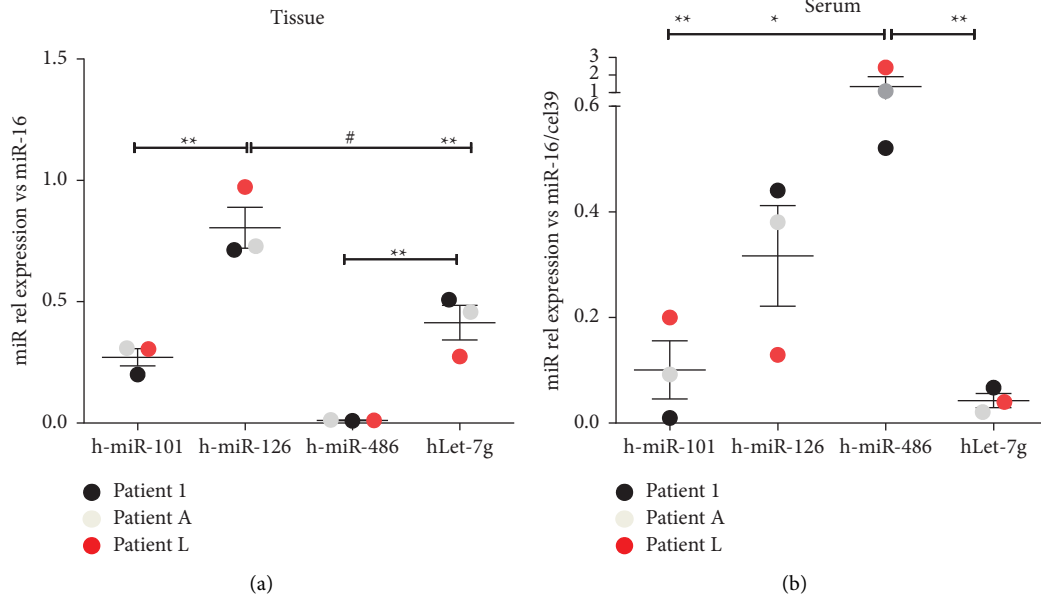 Tissue
miR rel expression vs miR-16
1.5
1.0
0.5
0.0
**
#
**
**
h-miR-101
h-miR-126
h-miR-486
hLet-7g
Patient 1
Patient A
Patient L
(a)
Serum
miR rel expression vs miR-16/cel39
3
2
1
0.6
0.4
0.2
0.0
**
*
**
h-miR-101
h-miR-126
h-miR-486
hLet-7g
Patient 1
Patient A
Patient L
(b)